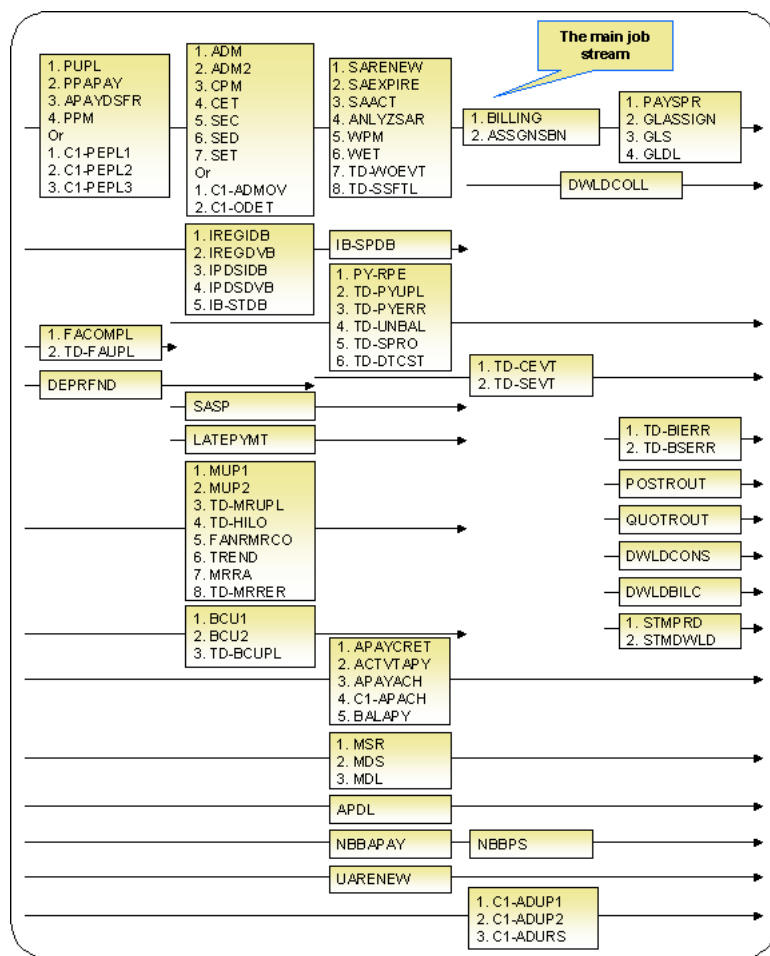 The main job
stream
1. PUPL
2. PPAPAY
3. APAYDSFR
4. PPM
Or
1. C1-PEPL1
2. C1-PEPL2
3. C1-PEPL3
1. ADM
2. ADM2
3. CPM
4. CET
5. SEC
6. SED
7. SET
Or
1. C1-ADMOV
2. C1-ODET
1. SARENEW
2. SAEXPIRE
3. SAACT
4. ANLYZSAR
5. WPM
6. WET
7. TD-WOEVT
8. TD-SSFTL
1. BILLING
2. ASSGNSBN
1. PAYSPR
2. GLASSIGN
3. GLS
4. GLDL
DWLDCOLL
1. IREGIDB
2. IREGDVB
3. IPDSIDB
4. IPDSDVB
5. IB-STDB
IB-SPDB
1. PY-RPE
2. TD-PYUPL
3. TD-PYERR
4. TD-UNBAL
5. TD-SPRO
6. TD-DTCST
1. FACOMPL
2. TD-FAUPL
DEPRFND
1. TD-CEVT
2. TD-SEVT
SASP
LATEPYMT
1. TD-BIERR
2. TD-BSERR
1. MUP1
2. MUP2
3. TD-MRUPL
4. TD-HILO
5. FANRMRCO
6. TREND
7. MRRA
8. TD-MRRER
POSTROUT
QUOTROUT
DWLDCONS
DWLDBILC
1. BCU1
2. BCU2
3. TD-BCUPL
1. STMPRD
2. STMDWLD
1. APAYCRET
2. ACTVTAPY
3. APAYACH
4. C1-APACH
5. BALAPY
1. MSR
2. MDS
3. MDL
APDL
NBBAPAY
NBBPS
UARENEW
1. C1-ADUP1
2. C1-ADUP2
3. C1-ADURS